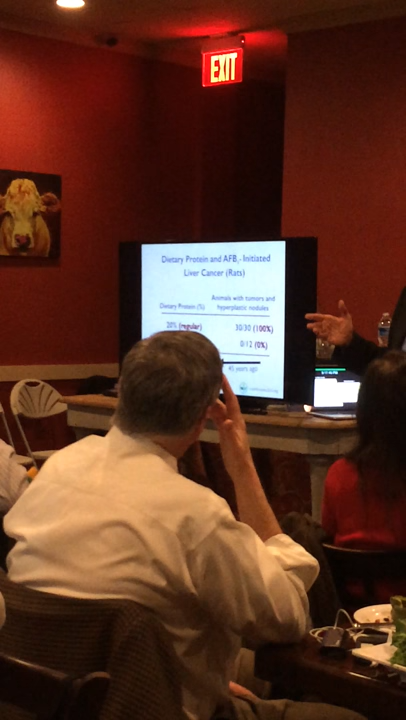 EXIT
Dietary Protein and AFB1- Initiated
Liver Cancer (Rats)
Animals with tumors and
Dietary Protein (%) hyperplastic nodules
20% (regular) 30/30 (100%)
0/12 (0%)
45 years ago